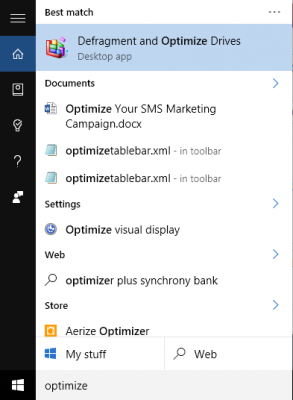 Best match
Defragment and Optimize Drives
Desktop app
Documents
Optimize Your SMS Marketing
Campaign.docx
optimizetablebar.xml - in toolbar
optimizetablebar.xml - in toolbar
Settings
Optimize visual display
Web
optimizer plus synchrony bank
Store
Aerize Optimizer
My stuff
Web
optimize